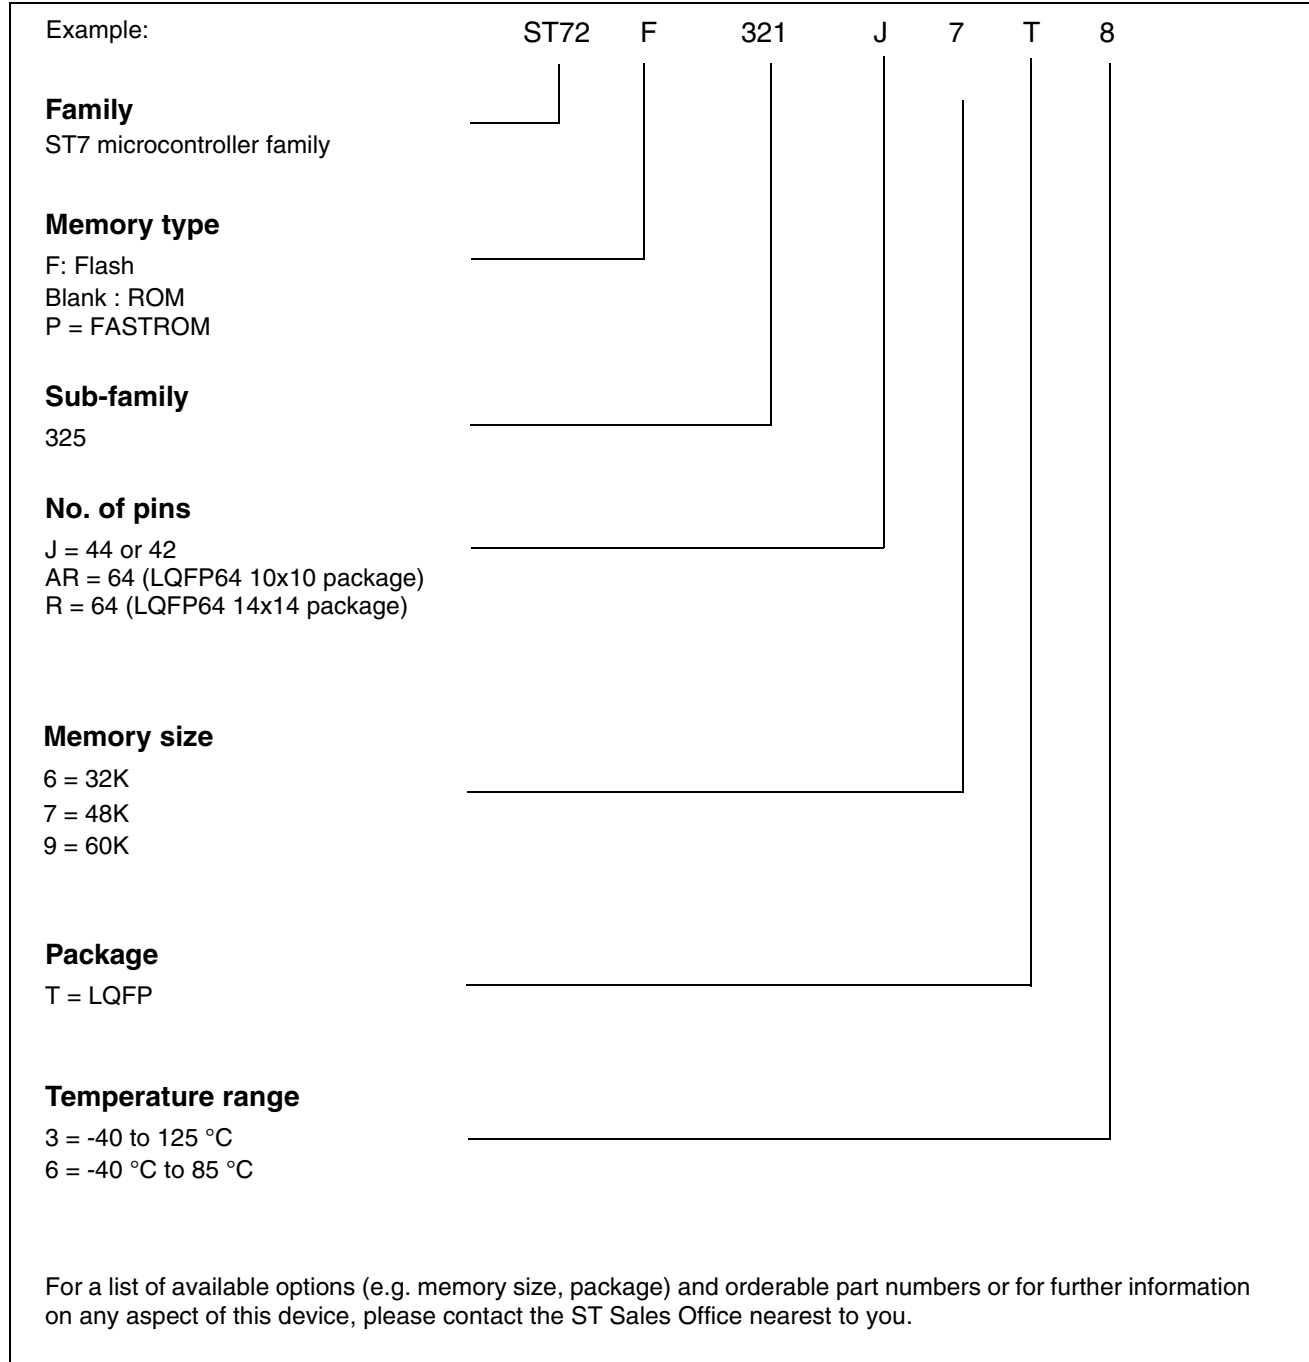 Example: ST72 F 321 J 7 T 8
Family
ST7 microcontroller family
Memory type
F: Flash
Blank : ROM
P = FASTROM
Sub-family
325
No. of pins
J = 44 or 42
AR = 64 (LQFP64 10x10 package)
R = 64 (LQFP64 14x14 package)
Memory size
6 = 32K
7 = 48K
9 = 60K
Package
T = LQFP
Temperature range
3 = -40 to 125 °C
6 = -40 °C to 85 °C
For a list of available options (e.g. memory size, package) and orderable part numbers or for further information
on any aspect of this device, please contact the ST Sales Office nearest to you.